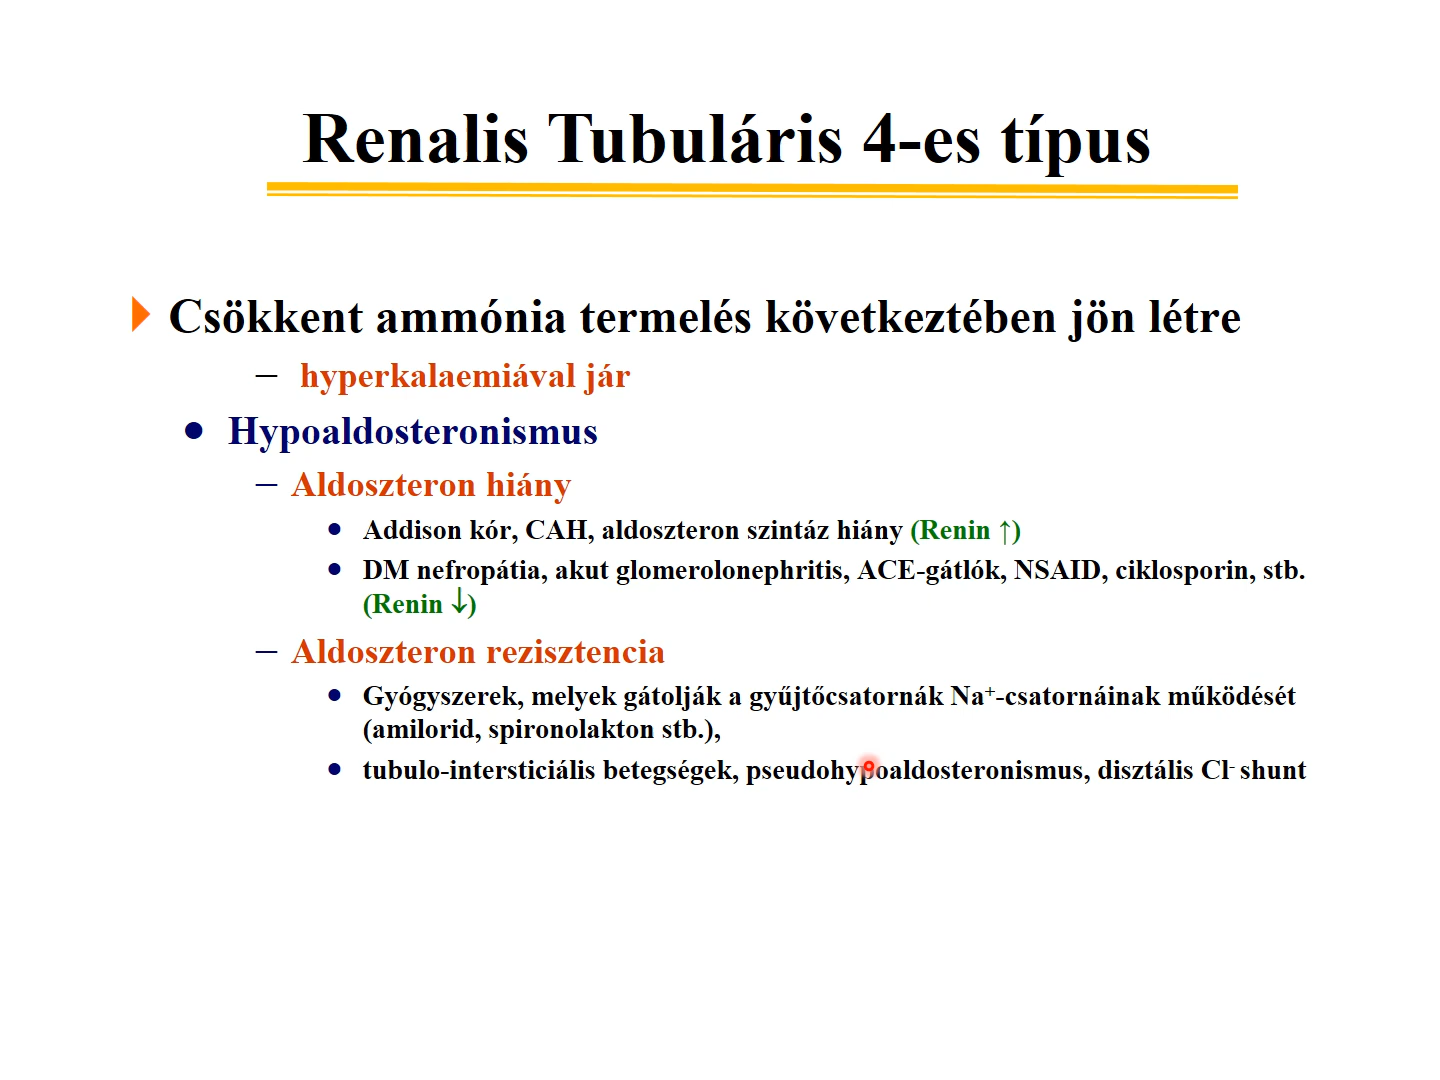 Renalis Tubuláris 4-es típus
Csökkent ammónia termelés következtében jön létre
– hyperkalaemiával jár
● Hypoaldosteronismus
– Aldoszteron hiány
● Addison kór, CAH, aldoszteron szintáz hiány (Renin ↑)
● DM nefropátia, akut glomerolonephritis, ACE-gátlók, NSAID, ciklosporin, stb.
(Renin ↓)
– Aldoszteron rezisztencia
● Gyógyszerek, melyek gátolják a gyűjtőcsatornák Na⁺-csatornáinak működését
(amilorid, spironolakton stb.),
● tubulo-intersticiális betegségek, pseudohypoaldosteronismus, disztális Cl⁻ shunt